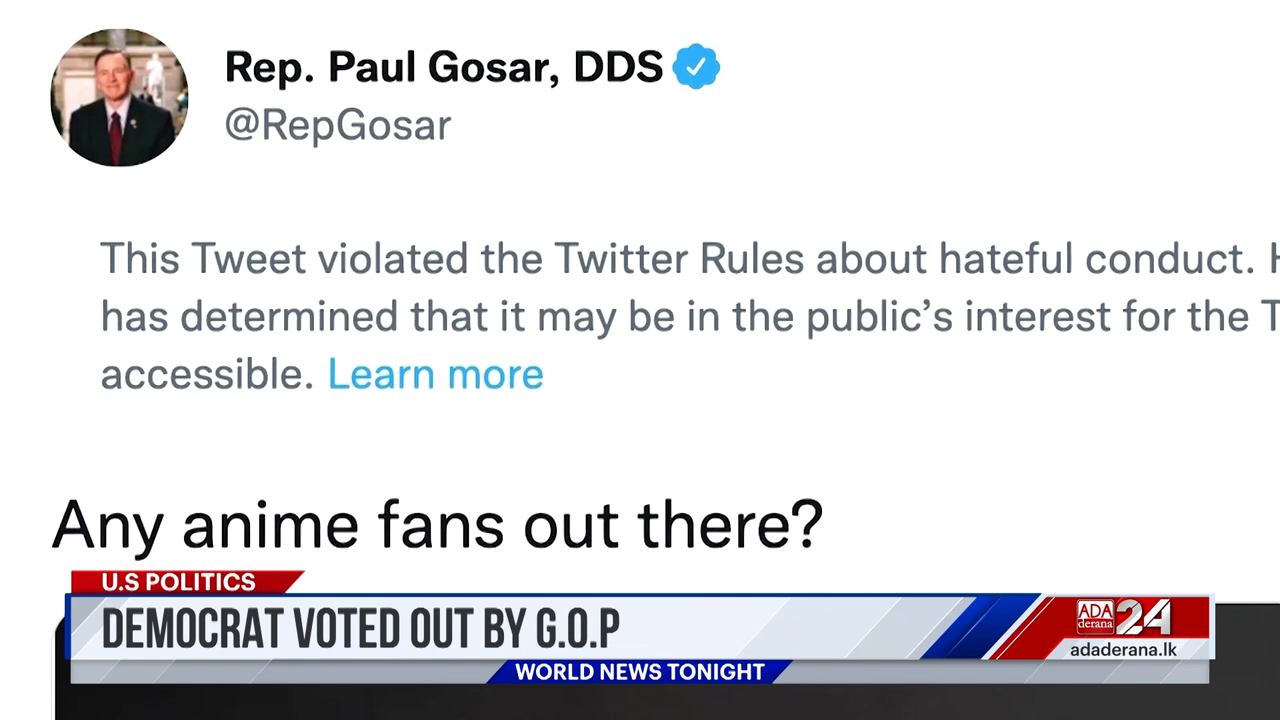 Rep. Paul Gosar, DDS
@RepGosar
This Tweet violated the Twitter Rules about hateful conduct. H
has determined that it may be in the public’s interest for the T
accessible. Learn more
Any anime fans out there?
U.S POLITICS
DEMOCRAT VOTED OUT BY G.O.P
ADA derana 24
adaderana.lk
WORLD NEWS TONIGHT